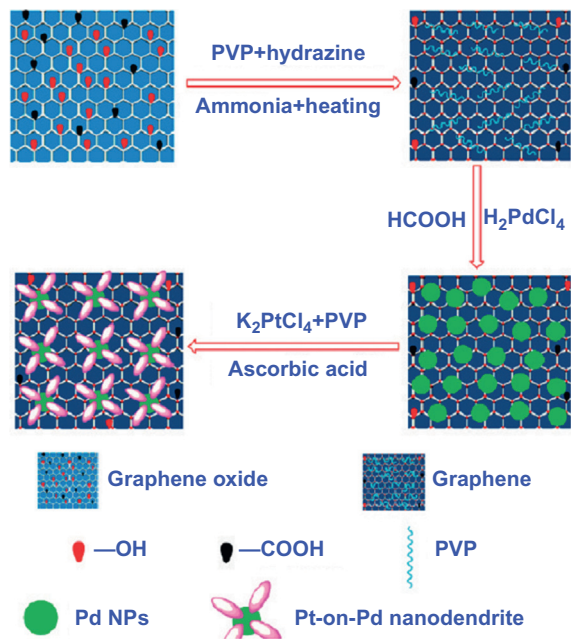 PVP+hydrazine
Ammonia+heating
HCOOH
H₂PdCl₄
K₂PtCl₄+PVP
Ascorbic acid
Graphene oxide
Graphene
—OH
—COOH
PVP
Pd NPs
Pt-on-Pd nanodendrite